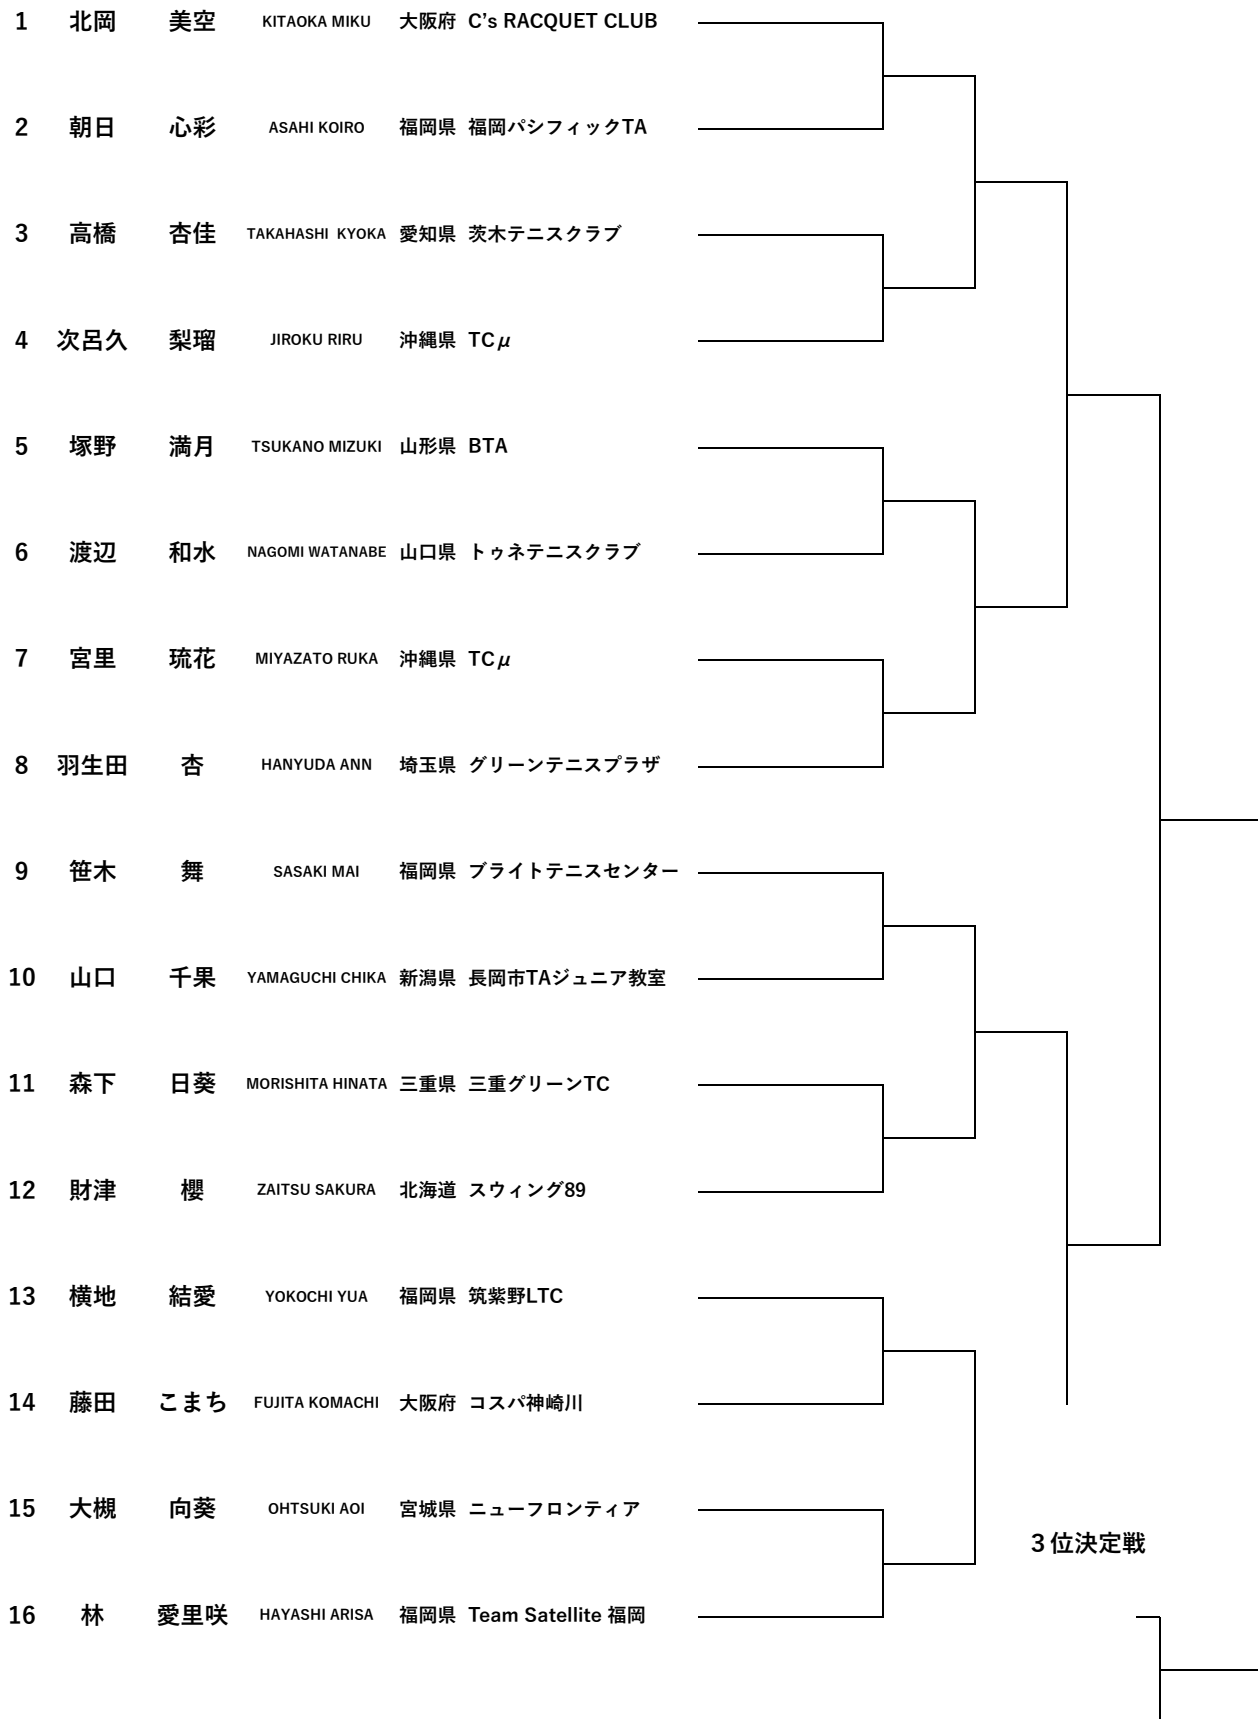 1 北岡 美空 KITAOKA MIKU 大阪府 C's RACQUET CLUB
2 朝日 心彩 ASAHI KOIRO 福岡県 福岡パシフィックTA
3 高橋 杏佳 TAKAHASHI KYOKA 愛知県 茨木テニスクラブ
4 次呂久 梨瑠 JIROKU RIRU 沖縄県 TCμ
5 塚野 満月 TSUKANO MIZUKI 山形県 BTA
6 渡辺 和水 NAGOMI WATANABE 山口県 トゥネテニスクラブ
7 宮里 琉花 MIYAZATO RUKA 沖縄県 TCμ
8 羽生田 杏 HANYUDA ANN 埼玉県 グリーンテニスプラザ
9 笹木 舞 SASAKI MAI 福岡県 ブライトテニスセンター
10 山口 千果 YAMAGUCHI CHIKA 新潟県 長岡市TAジュニア教室
11 森下 日葵 MORISHITA HINATA 三重県 三重グリーンTC
12 財津 櫻 ZAITSU SAKURA 北海道 スウィング89
13 横地 結愛 YOKOCHI YUA 福岡県 筑紫野LTC
14 藤田 こまち FUJITA KOMACHI 大阪府 コスパ神崎川
15 大槻 向葵 OHTSUKI AOI 宮城県 ニューフロンティア
３位決定戦
16 林 愛里咲 HAYASHI ARISA 福岡県 Team Satellite 福岡